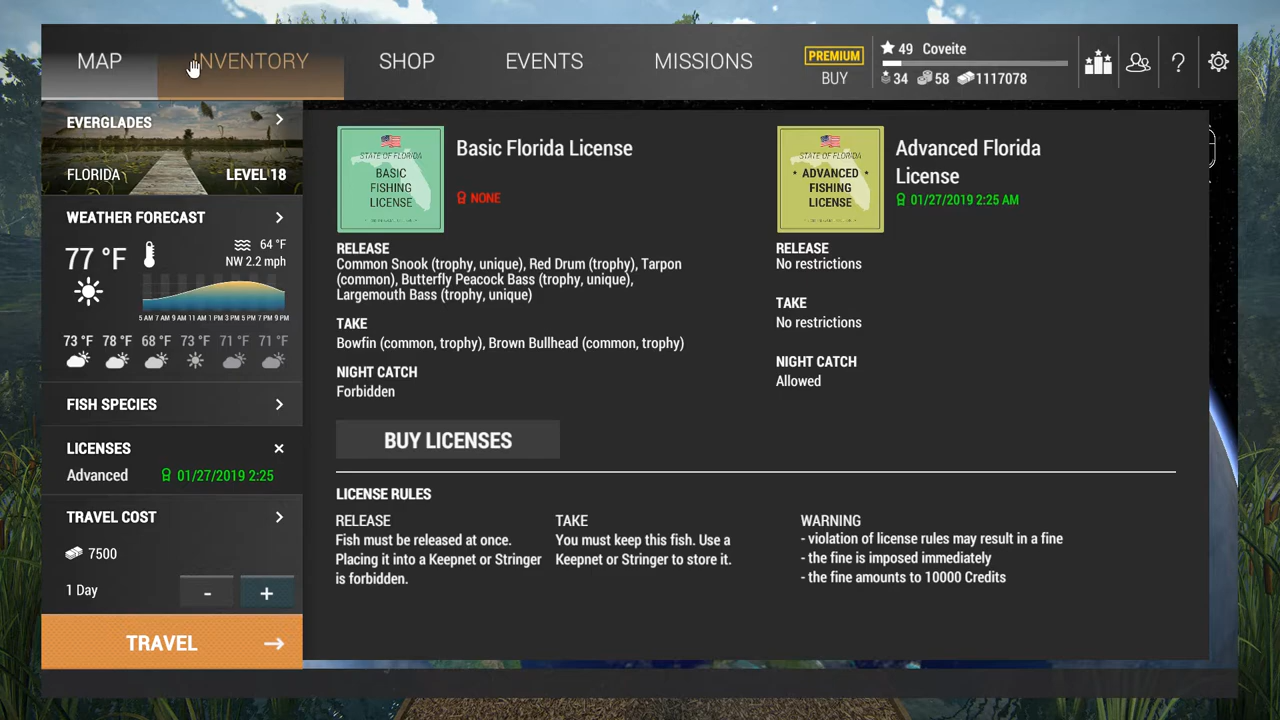 MAP
INVENTORY
SHOP
EVENTS
MISSIONS
PREMIUM
BUY
49 Coveite
34 58 1117078
?
EVERGLADES
FLORIDA LEVEL 18
WEATHER FORECAST
77 °F
64 °F
NW 2.2 mph
5 AM 7 AM 9 AM 11 AM 1 PM 3 PM 5 PM 7 PM 9 PM
73 °F 78 °F 68 °F 73 °F 71 °F 71 °F
FISH SPECIES
LICENSES
Advanced 01/27/2019 2:25
TRAVEL COST
7500
1 Day - +
TRAVEL
STATE OF FLORIDA
BASIC
FISHING
LICENSE
Basic Florida License
NONE
RELEASE
Common Snook (trophy, unique), Red Drum (trophy), Tarpon
(common), Butterfly Peacock Bass (trophy, unique),
Largemouth Bass (trophy, unique)
TAKE
Bowfin (common, trophy), Brown Bullhead (common, trophy)
NIGHT CATCH
Forbidden
STATE OF FLORIDA
ADVANCED
FISHING
LICENSE
Advanced Florida
License
01/27/2019 2:25 AM
RELEASE
No restrictions
TAKE
No restrictions
NIGHT CATCH
Allowed
BUY LICENSES
LICENSE RULES
RELEASE
Fish must be released at once.
Placing it into a Keepnet or Stringer
is forbidden.
TAKE
You must keep this fish. Use a
Keepnet or Stringer to store it.
WARNING
- violation of license rules may result in a fine
- the fine is imposed immediately
- the fine amounts to 10000 Credits